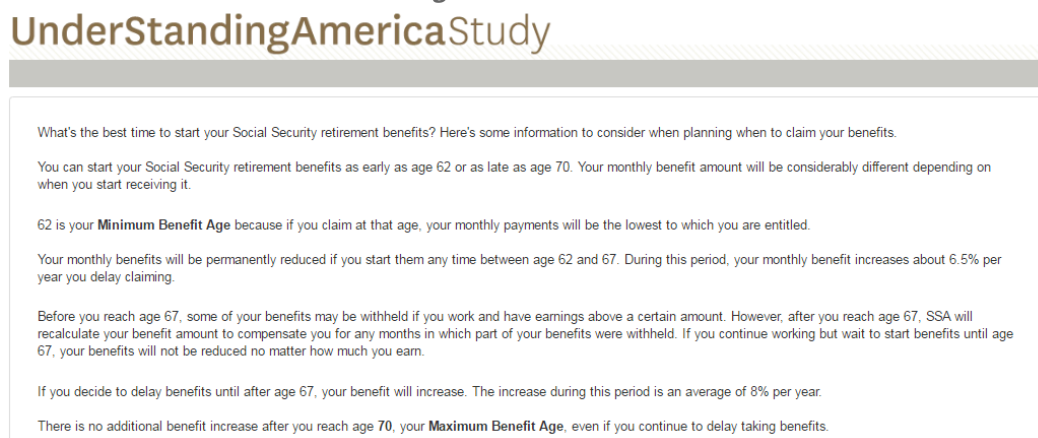 UnderStandingAmericaStudy
What's the best time to start your Social Security retirement benefits? Here's some information to consider when planning when to claim your benefits.
You can start your Social Security retirement benefits as early as age 62 or as late as age 70. Your monthly benefit amount will be considerably different depending on
when you start receiving it.
62 is your Minimum Benefit Age because if you claim at that age, your monthly payments will be the lowest to which you are entitled.
Your monthly benefits will be permanently reduced if you start them any time between age 62 and 67. During this period, your monthly benefit increases about 6.5% per
year you delay claiming.
Before you reach age 67, some of your benefits may be withheld if you work and have earnings above a certain amount. However, after you reach age 67, SSA will
recalculate your benefit amount to compensate you for any months in which part of your benefits were withheld. If you continue working but wait to start benefits until age
67, your benefits will not be reduced no matter how much you earn.
If you decide to delay benefits until after age 67, your benefit will increase. The increase during this period is an average of 8% per year.
There is no additional benefit increase after you reach age 70, your Maximum Benefit Age, even if you continue to delay taking benefits.